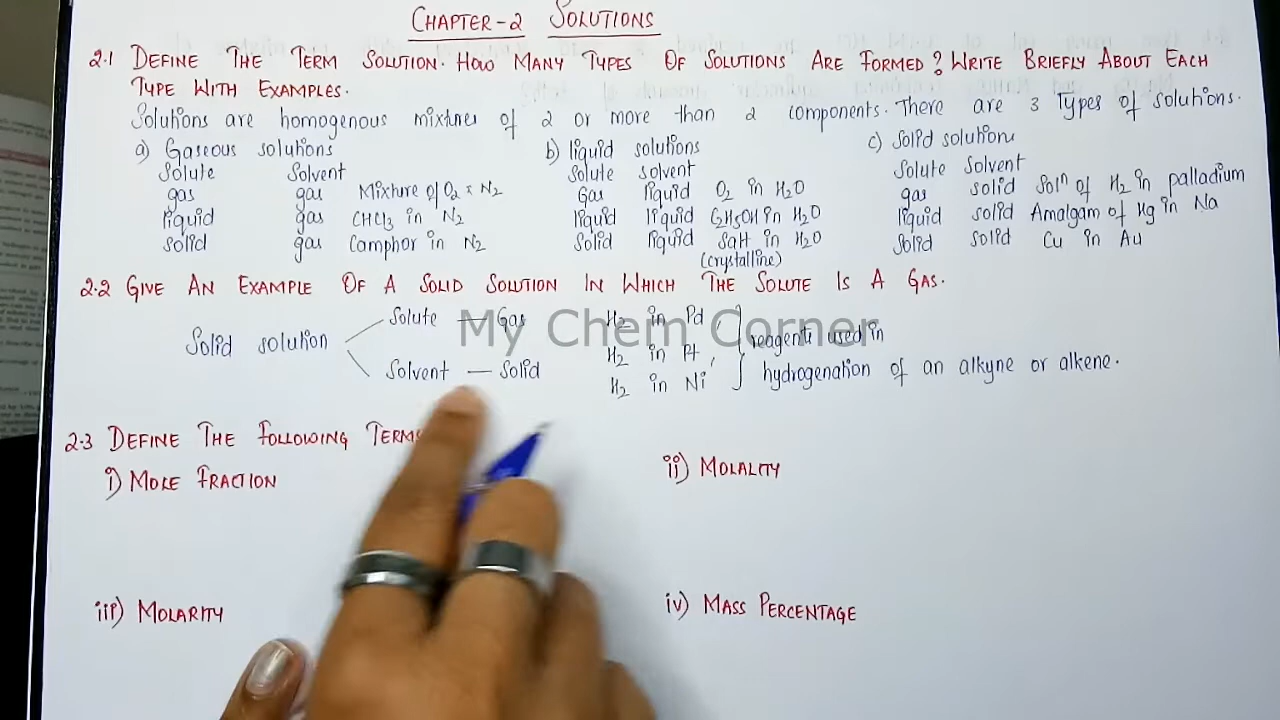 CHAPTER-2 SOLUTIONS
2.1 DEFINE THE TERM SOLUTION. HOW MANY TYPES OF SOLUTIONS ARE FORMED? WRITE BRIEFLY ABOUT EACH
TYPE WITH EXAMPLES.
Solutions are homogenous mixtures of 2 or more than 2 components. There are 3 Types of solutions.
a) Gaseous solutions
Solute Solvent
gas gas Mixture of O2 & N2
liquid gas CHCl3 in N2
solid gas Camphor in N2
b) liquid solutions
Solute solvent
Gas liquid O2 in H2O
liquid liquid C2H5OH in H2O
Solid liquid Salt in H2O
(crystalline)
c) Solid solutions
Solute Solvent
gas solid Solⁿ of H2 in palladium
liquid solid Amalgam of Hg in Na
Solid solid Cu in Au
2.2 GIVE AN EXAMPLE OF A SOLID SOLUTION IN WHICH THE SOLUTE IS A GAS.
Solid solution
Solute — Gas
Solvent — Solid
H2 in Pd,
H2 in Pt,
H2 in Ni
reagents used in
hydrogenation of an alkyne or alkene.
My Chem Corner
2.3 DEFINE THE FOLLOWING TERMS
i) MOLE FRACTION
ii) MOLALITY
iii) MOLARITY
iv) MASS PERCENTAGE